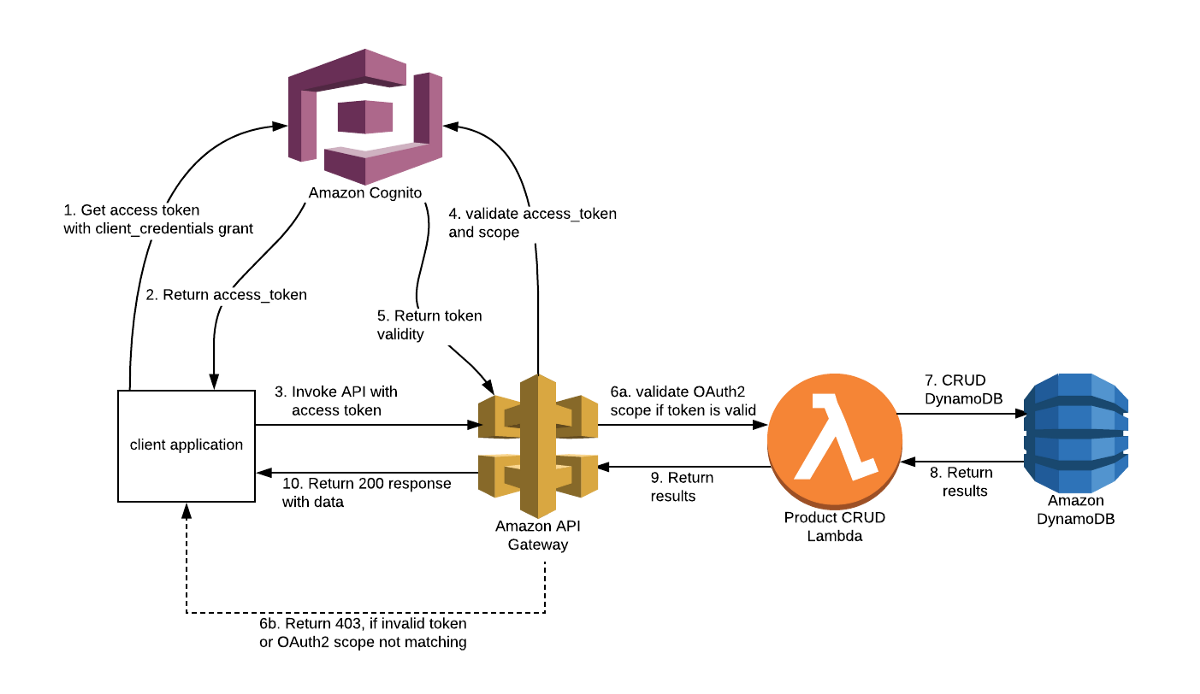 Amazon Cognito
1. Get access token
with client_credentials grant
4. validate access_token
and scope
2. Return access_token
5. Return token
validity
client application
3. Invoke API with
access token
6a. validate OAuth2
scope if token is valid
7. CRUD
DynamoDB
10. Return 200 response
with data
9. Return
results
8. Return
results
Amazon API
Gateway
Product CRUD
Lambda
Amazon
DynamoDB
6b. Return 403, if invalid token
or OAuth2 scope not matching